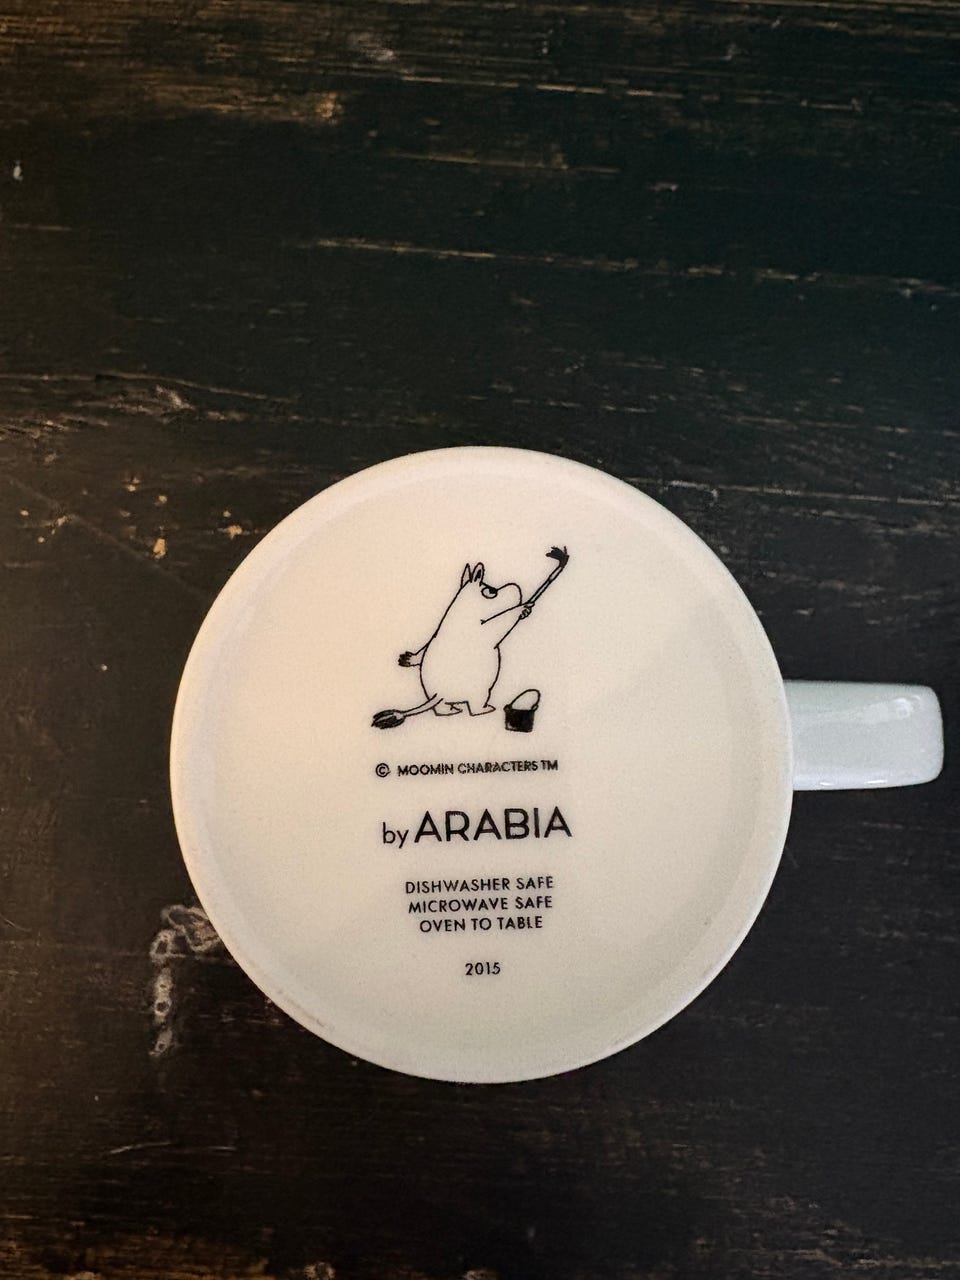 © MOOMIN CHARACTERS TM
by ARABIA
DISHWASHER SAFE
MICROWAVE SAFE
OVEN TO TABLE
2015